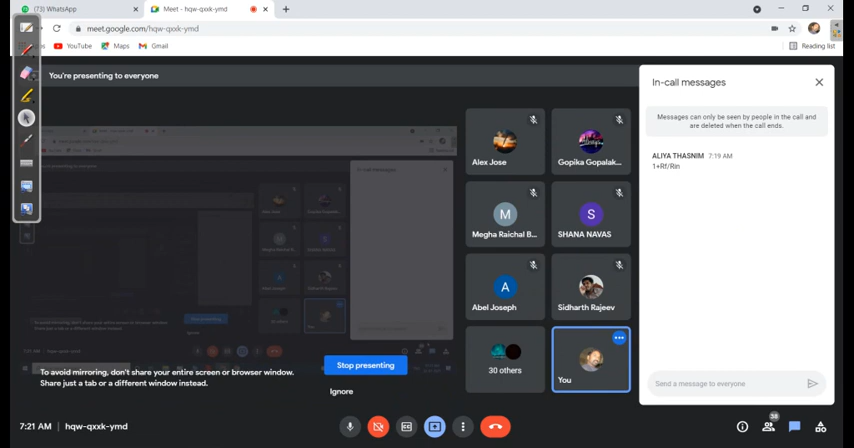 (73) WhatsApp
Meet - hqw-qxxk-ymd
meet.google.com/hqw-qxxk-ymd
YouTube
Maps
Gmail
Reading list
You're presenting to everyone
In-call messages
Messages can only be seen by people in the call and
are deleted when the call ends.
ALIYA THASNIM 7:19 AM
1+Rf/Rin
Alex Jose
Gopika Gopalak...
M
Megha Raichal B...
S
SHANA NAVAS
A
Abel Joseph
Sidharth Rajeev
30 others
You
To avoid mirroring, don't share your entire screen or browser window.
Share just a tab or a different window instead.
Stop presenting
Ignore
Send a message to everyone
7:21 AM | hqw-qxxk-ymd
38